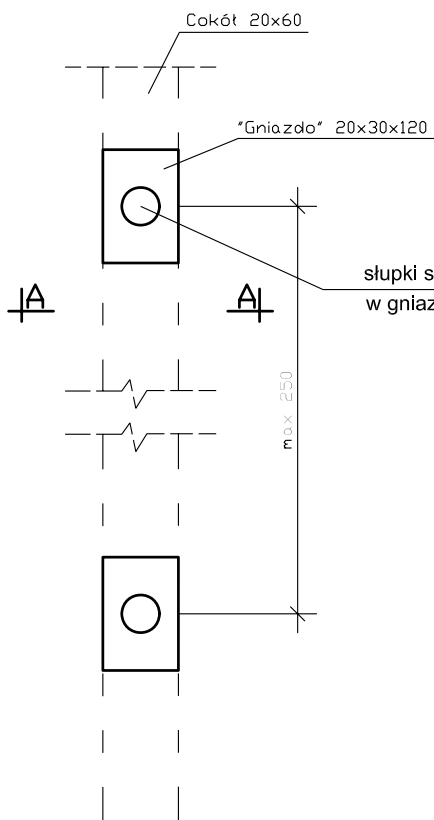 Cokół 20x60
"Gniazdo" 20x30x120
słupki s
w gniaz
A A
max 250